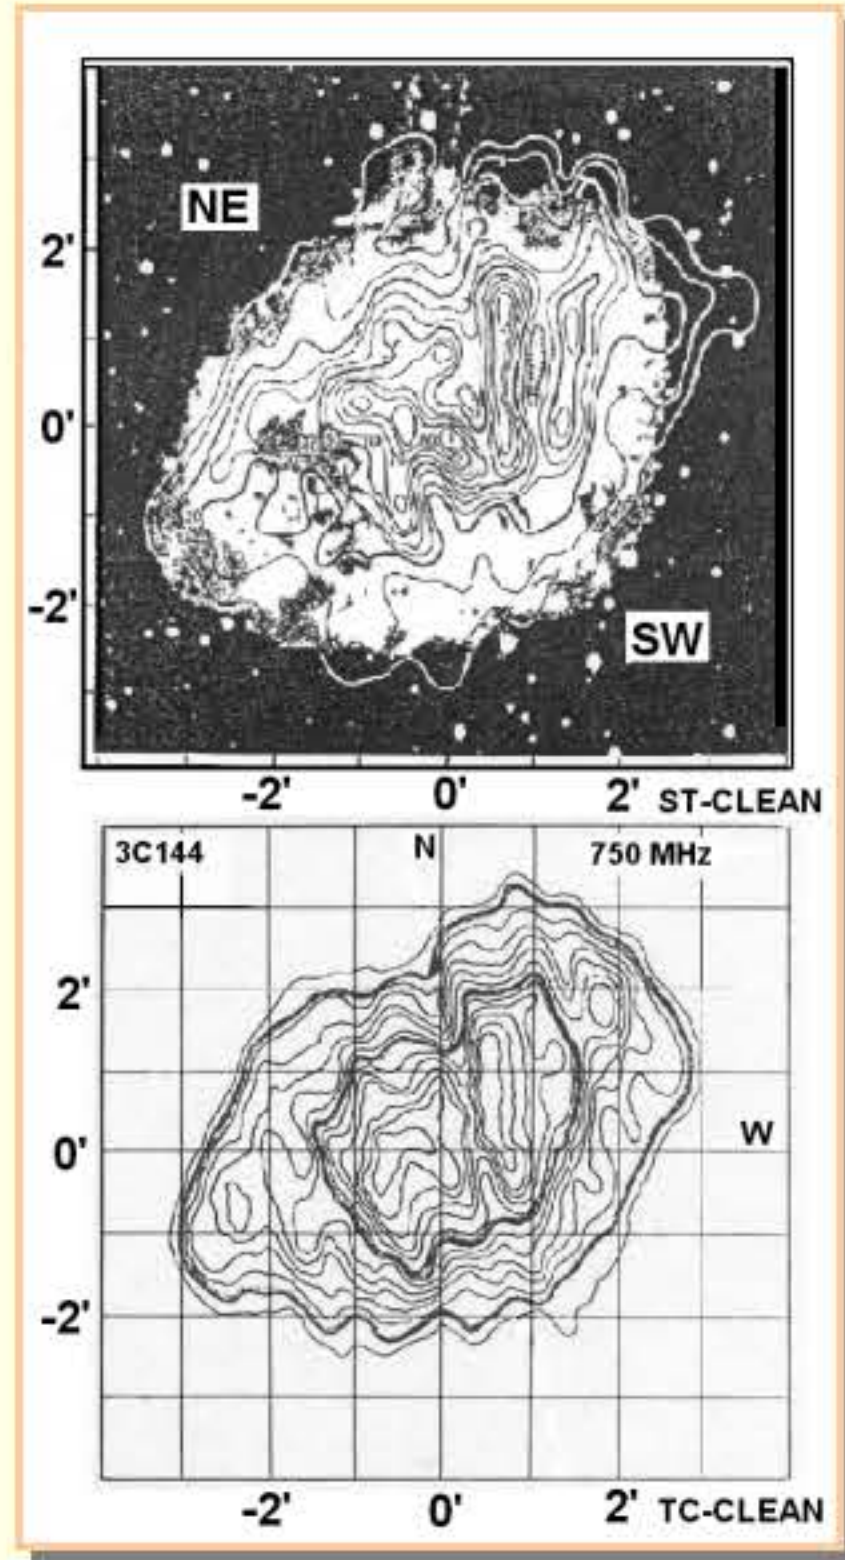 NE
2'
0'
-2'
SW
-2' 0' 2' ST-CLEAN
3C144 N 750 MHz
2'
0' W
-2'
-2' 0' 2' TC-CLEAN